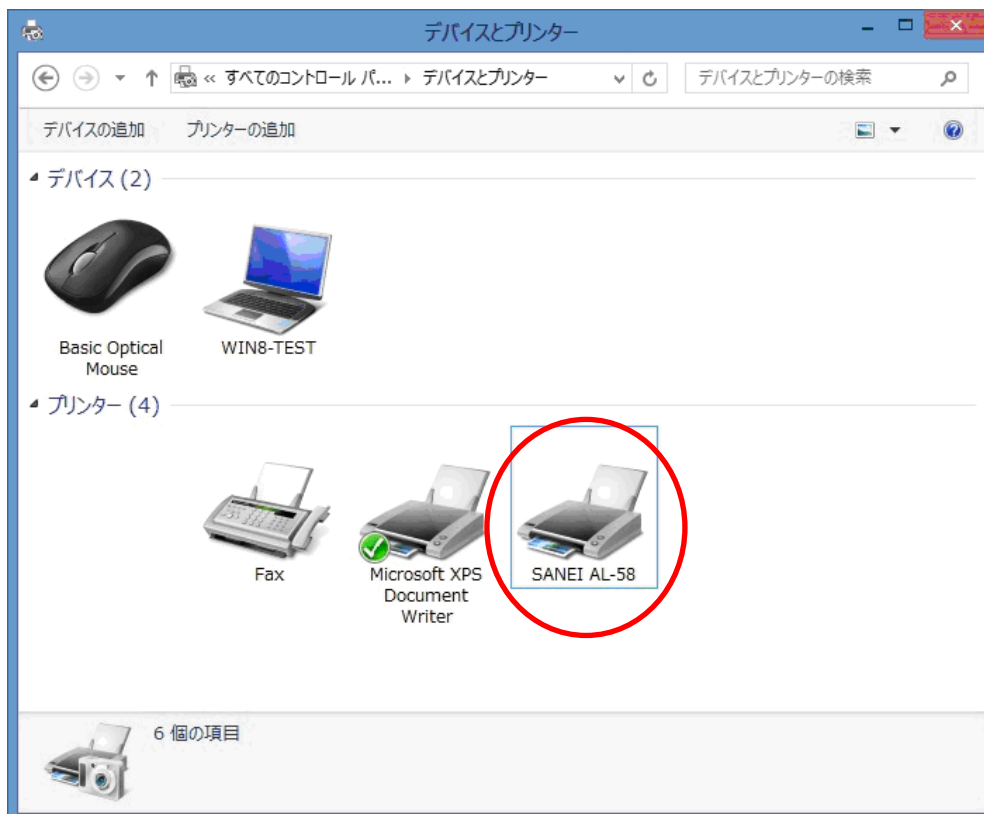 デバイスとプリンター
« すべてのコントロール パ... ▸ デバイスとプリンター
デバイスとプリンターの検索
デバイスの追加 プリンターの追加
デバイス (2)
Basic Optical
Mouse
WIN8-TEST
プリンター (4)
Fax
Microsoft XPS
Document
Writer
SANEI AL-58
6 個の項目